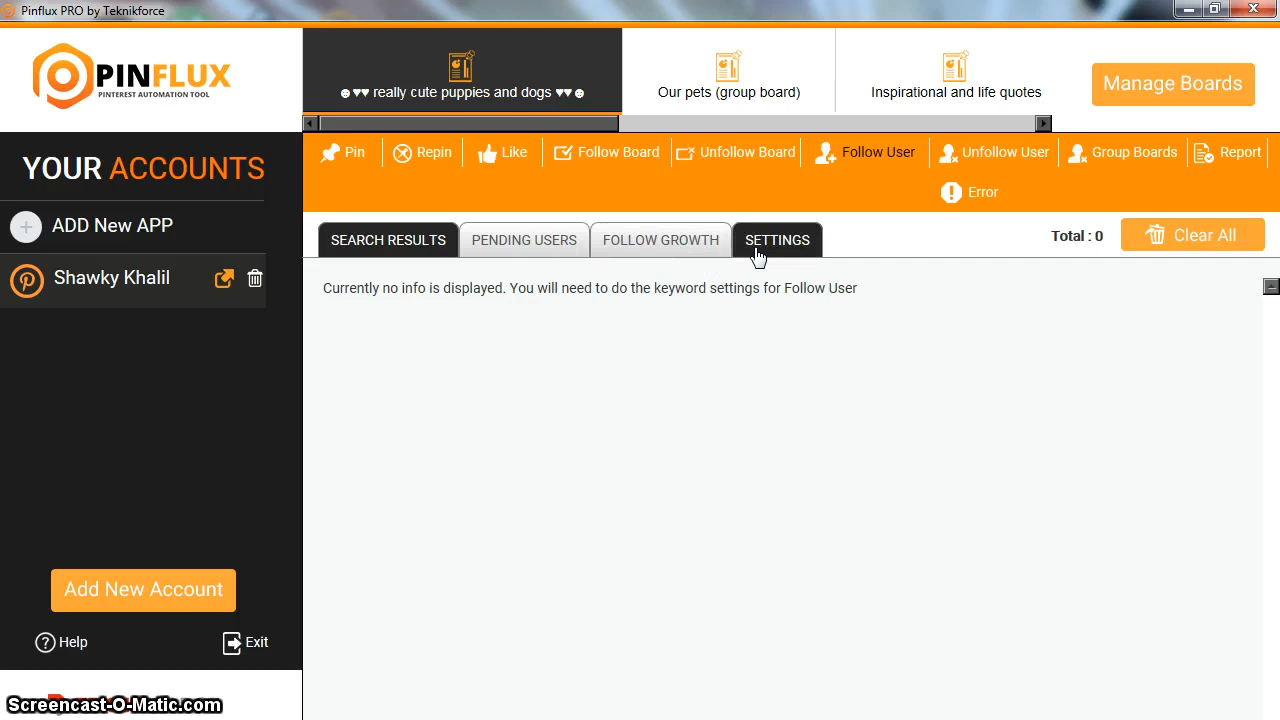 Pinflux PRO by Teknikforce
PINFLUX
PINTEREST AUTOMATION TOOL
☻♥♥ really cute puppies and dogs ♥♥☻
Our pets (group board)
Inspirational and life quotes
Manage Boards
YOUR ACCOUNTS
ADD New APP
Shawky Khalil
Pin
Repin
Like
Follow Board
Unfollow Board
Follow User
Unfollow User
Group Boards
Report
Error
SEARCH RESULTS
PENDING USERS
FOLLOW GROWTH
SETTINGS
Total : 0
Clear All
Currently no info is displayed. You will need to do the keyword settings for Follow User
Add New Account
Help
Exit
Screencast-O-Matic.com